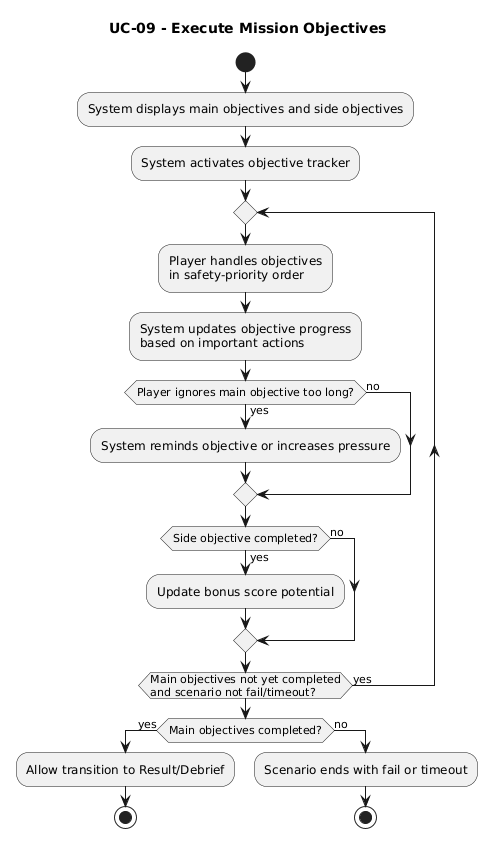 UC-09 - Execute Mission Objectives
System displays main objectives and side objectives
System activates objective tracker
Player handles objectives
in safety-priority order
System updates objective progress
based on important actions
Player ignores main objective too long?
no
yes
System reminds objective or increases pressure
Side objective completed?
no
yes
Update bonus score potential
Main objectives not yet completed
and scenario not fail/timeout?
yes
yes
Main objectives completed?
no
Allow transition to Result/Debrief
Scenario ends with fail or timeout